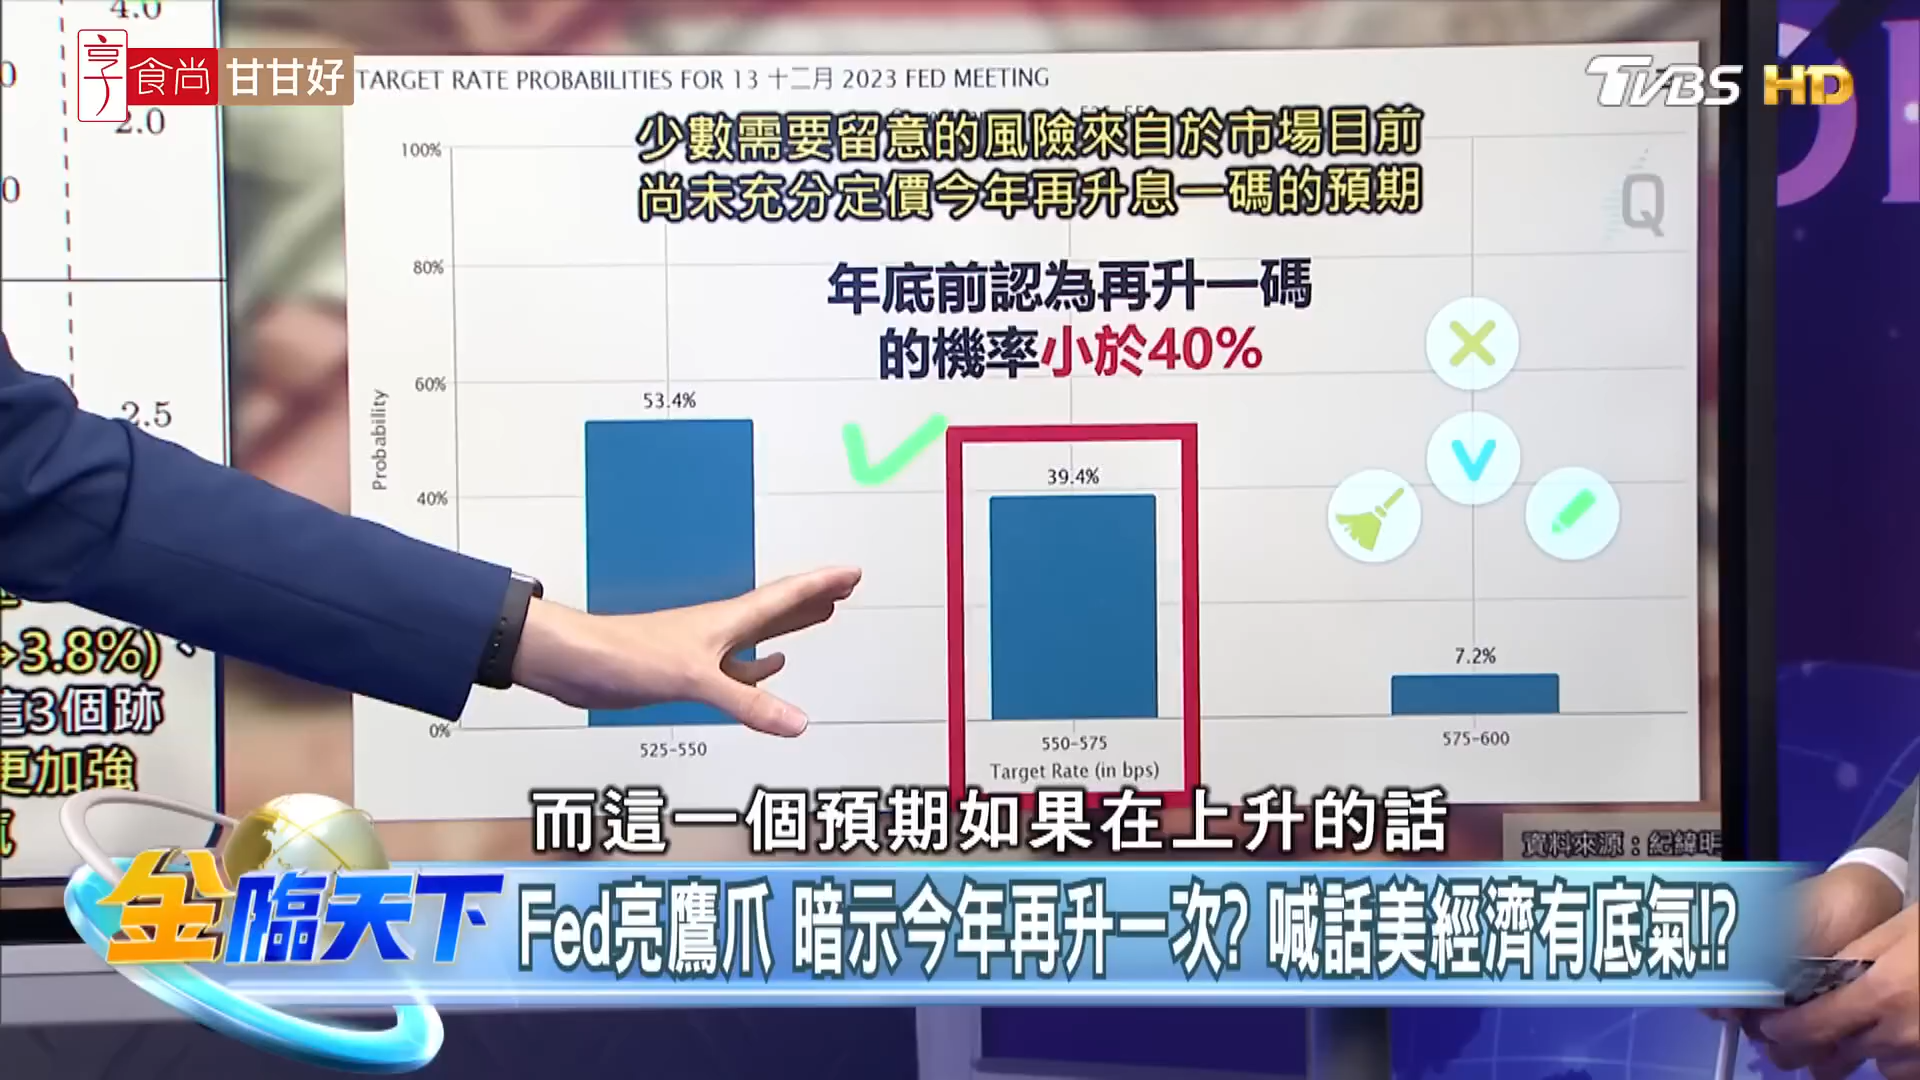 4.0
享
食尚
甘甘好
TARGET RATE PROBABILITIES FOR 13 十二月 2023 FED MEETING
TVBS HD
2.0
0
0
2.5
→3.8%)、
這3個跡
更加強
氣
少數需要留意的風險來自於市場目前
尚未充分定價今年再升息一碼的預期
年底前認為再升一碼
的機率小於40%
Q
100%
80%
60%
40%
0%
Probability
53.4%
39.4%
7.2%
525-550
550-575
575-600
Target Rate (in bps)
資料來源：紀緯明
而這一個預期如果在上升的話
金臨天下
Fed亮鷹爪 暗示今年再升一次? 喊話美經濟有底氣!?